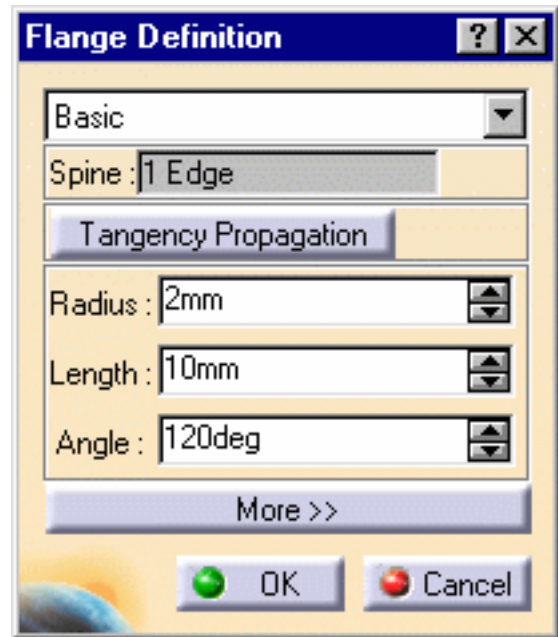 Flange Definition ? X
Basic
Spine : 1 Edge
Tangency Propagation
Radius : 2mm
Length : 10mm
Angle : 120deg
More >>
OK Cancel